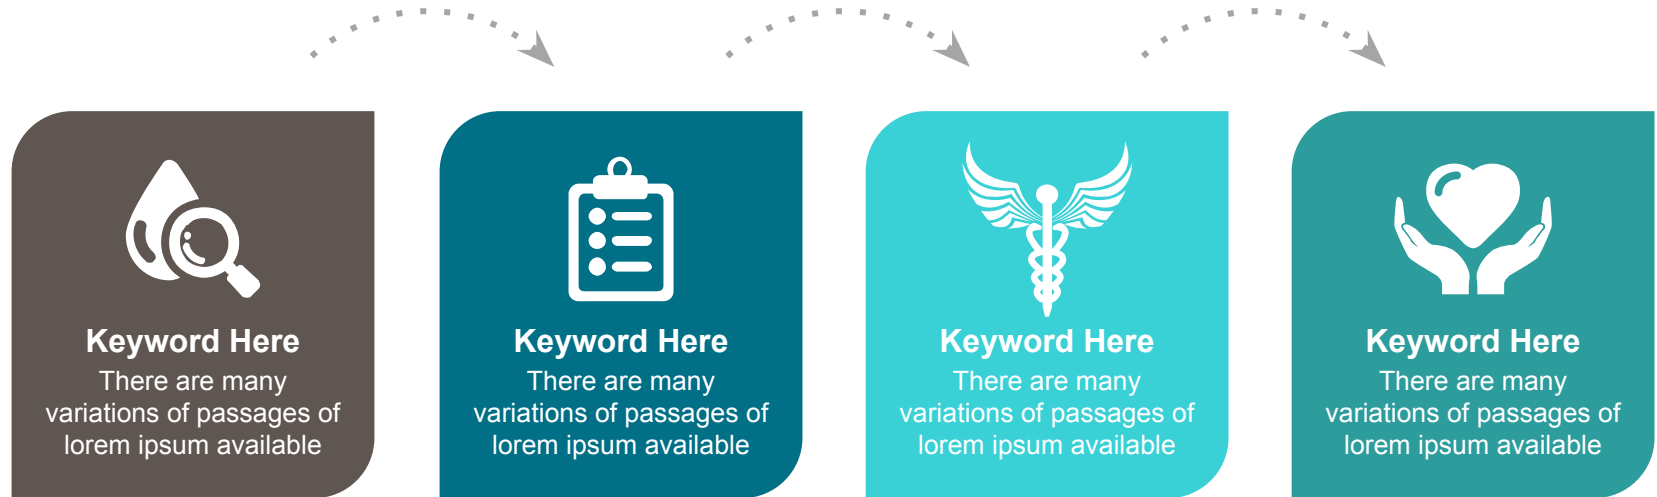 Keyword Here
There are many
variations of passages of
lorem ipsum available
Keyword Here
There are many
variations of passages of
lorem ipsum available
Keyword Here
There are many
variations of passages of
lorem ipsum available
Keyword Here
There are many
variations of passages of
lorem ipsum available